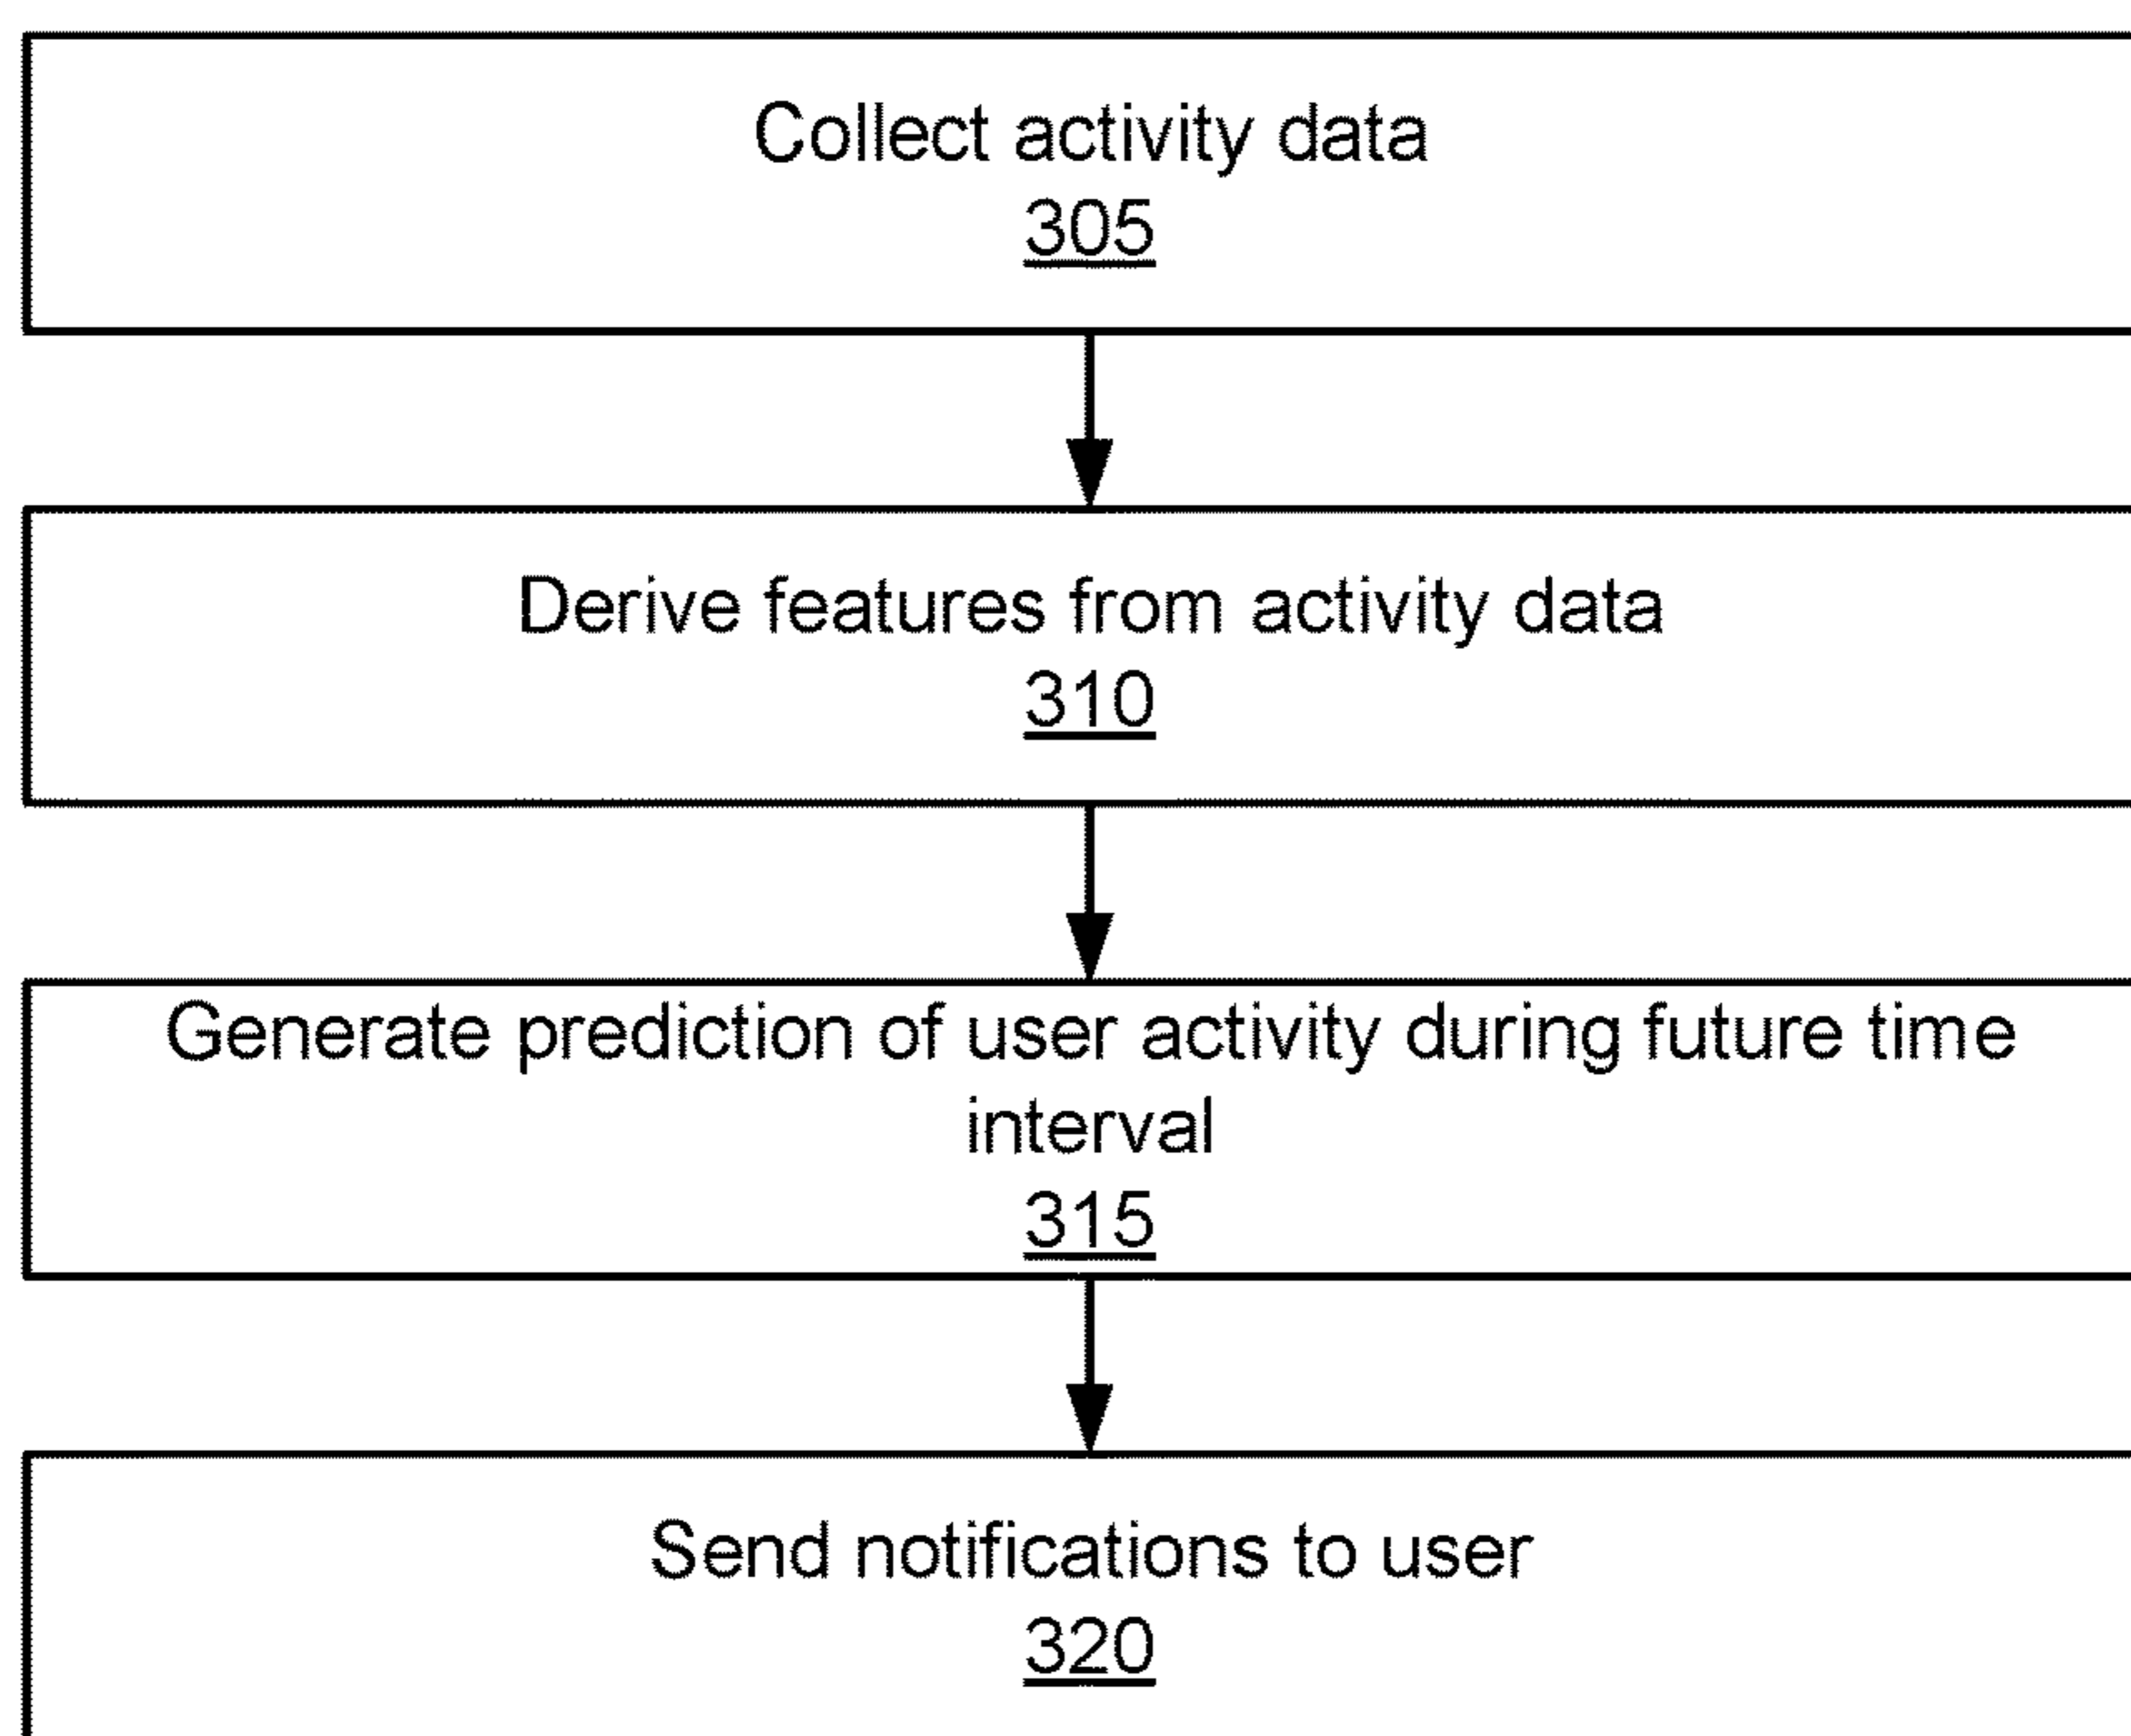 Collect activity data
305
Derive features from activity data
310
Generate prediction of user activity during future time
interval
315
Send notifications to user
320